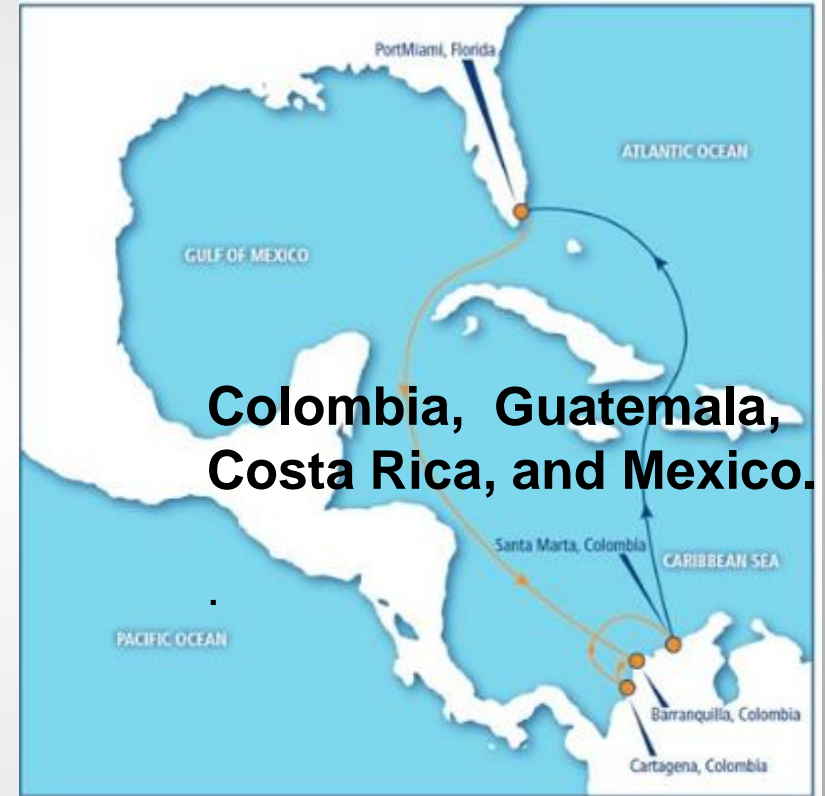 PortMiami, Florida
ATLANTIC OCEAN
GULF OF MEXICO
Colombia,  Guatemala,
Costa Rica, and Mexico.
Santa Marta, Colombia
CARIBBEAN SEA
.
PACIFIC OCEAN
Barranquilla, Colombia
Cartagena, Colombia